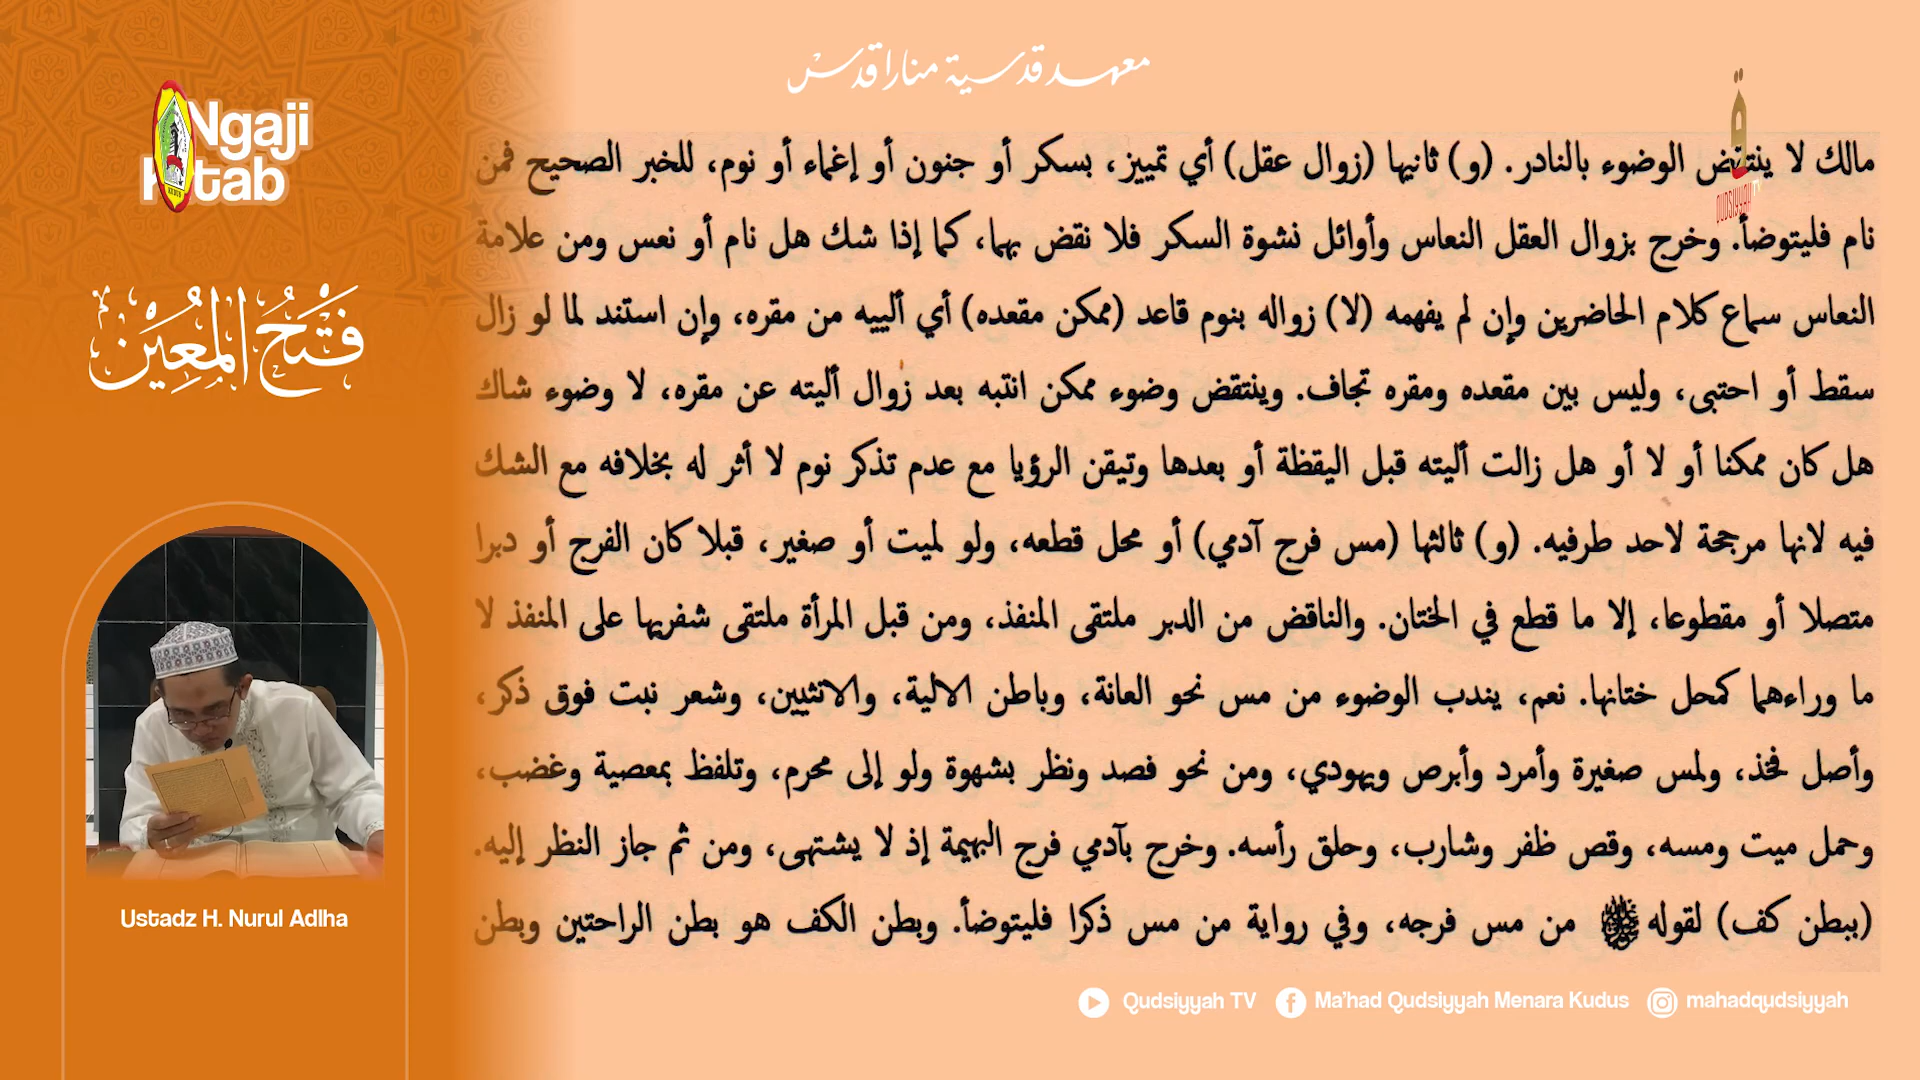 معهد قدسية منارا قدس
Ngaji
Kitab
فَتْحُ الْمُعِيْن
مالك لا ينتقض الوضوء بالنادر. (و) ثانيها (زوال عقل) أي تمييز، بسكر أو جنون أو إغماء أو نوم، للخبر الصحيح فمن
نام فليتوضأ. وخرج بزوال العقل النعاس وأوائل نشوة السكر فلا نقض بهما، كما إذا شك هل نام أو نعس ومن علامة
النعاس سماع كلام الحاضرين وإن لم يفهمه (لا) زواله بنوم قاعد (ممكن مقعده) أي ألييه من مقره، وإن استند لما لو زال
سقط أو احتبى، وليس بين مقعده ومقره تجاف. وينتقض وضوء ممكن انتبه بعد زوال أليته عن مقره، لا وضوء شاك
هل كان ممكنا أو لا أو هل زالت أليته قبل اليقظة أو بعدها وتيقن الرؤيا مع عدم تذكر نوم لا أثر له بخلافه مع الشك
فيه لانها مرجحة لاحد طرفيه. (و) ثالثها (مس فرج آدمي) أو محل قطعه، ولو لميت أو صغير، قبلا كان الفرج أو دبرا
متصلا أو مقطوعا، إلا ما قطع في الختان. والناقض من الدبر ملتقى المنفذ، ومن قبل المرأة ملتقى شفريها على المنفذ لا
ما وراءهما كمحل ختانها. نعم، يندب الوضوء من مس نحو العانة، وباطن الالية، والانثيين، وشعر نبت فوق ذكر،
وأصل فخذ، ولمس صغيرة وأمرد وأبرص ويهودي، ومن نحو فصد ونظر بشهوة ولو إلى محرم، وتلفظ بمعصية وغضب،
وحمل ميت ومسه، وقص ظفر وشارب، وحلق رأسه. وخرج بآدمي فرج البهيمة إذ لا يشتهى، ومن ثم جاز النظر إليه.
(ببطن كف) لقوله ﷺ من مس فرجه، وفي رواية من مس ذكرا فليتوضأ. وبطن الكف هو بطن الراحتين وبطن
QUDSIYYAH TV
Ustadz H. Nurul Adlha
Qudsiyyah TV Ma'had Qudsiyyah Menara Kudus mahadqudsiyyah